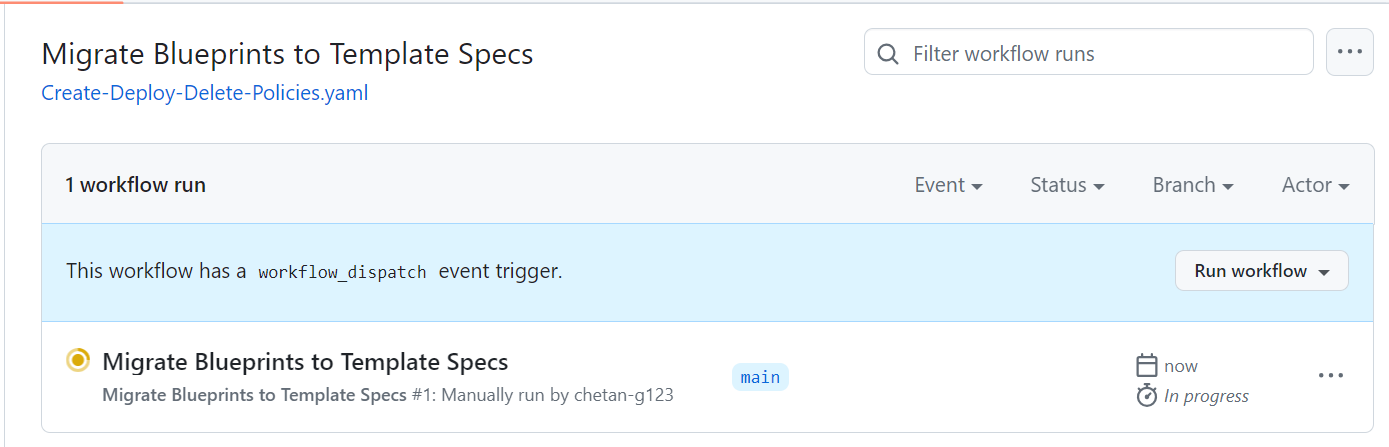 Migrate Blueprints to Template Specs
Filter workflow runs
Create-Deploy-Delete-Policies.yaml
1 workflow run
Event
Status
Branch
Actor
This workflow has a workflow_dispatch event trigger.
Run workflow
Migrate Blueprints to Template Specs
Migrate Blueprints to Template Specs #1: Manually run by chetan-g123
main
now
In progress